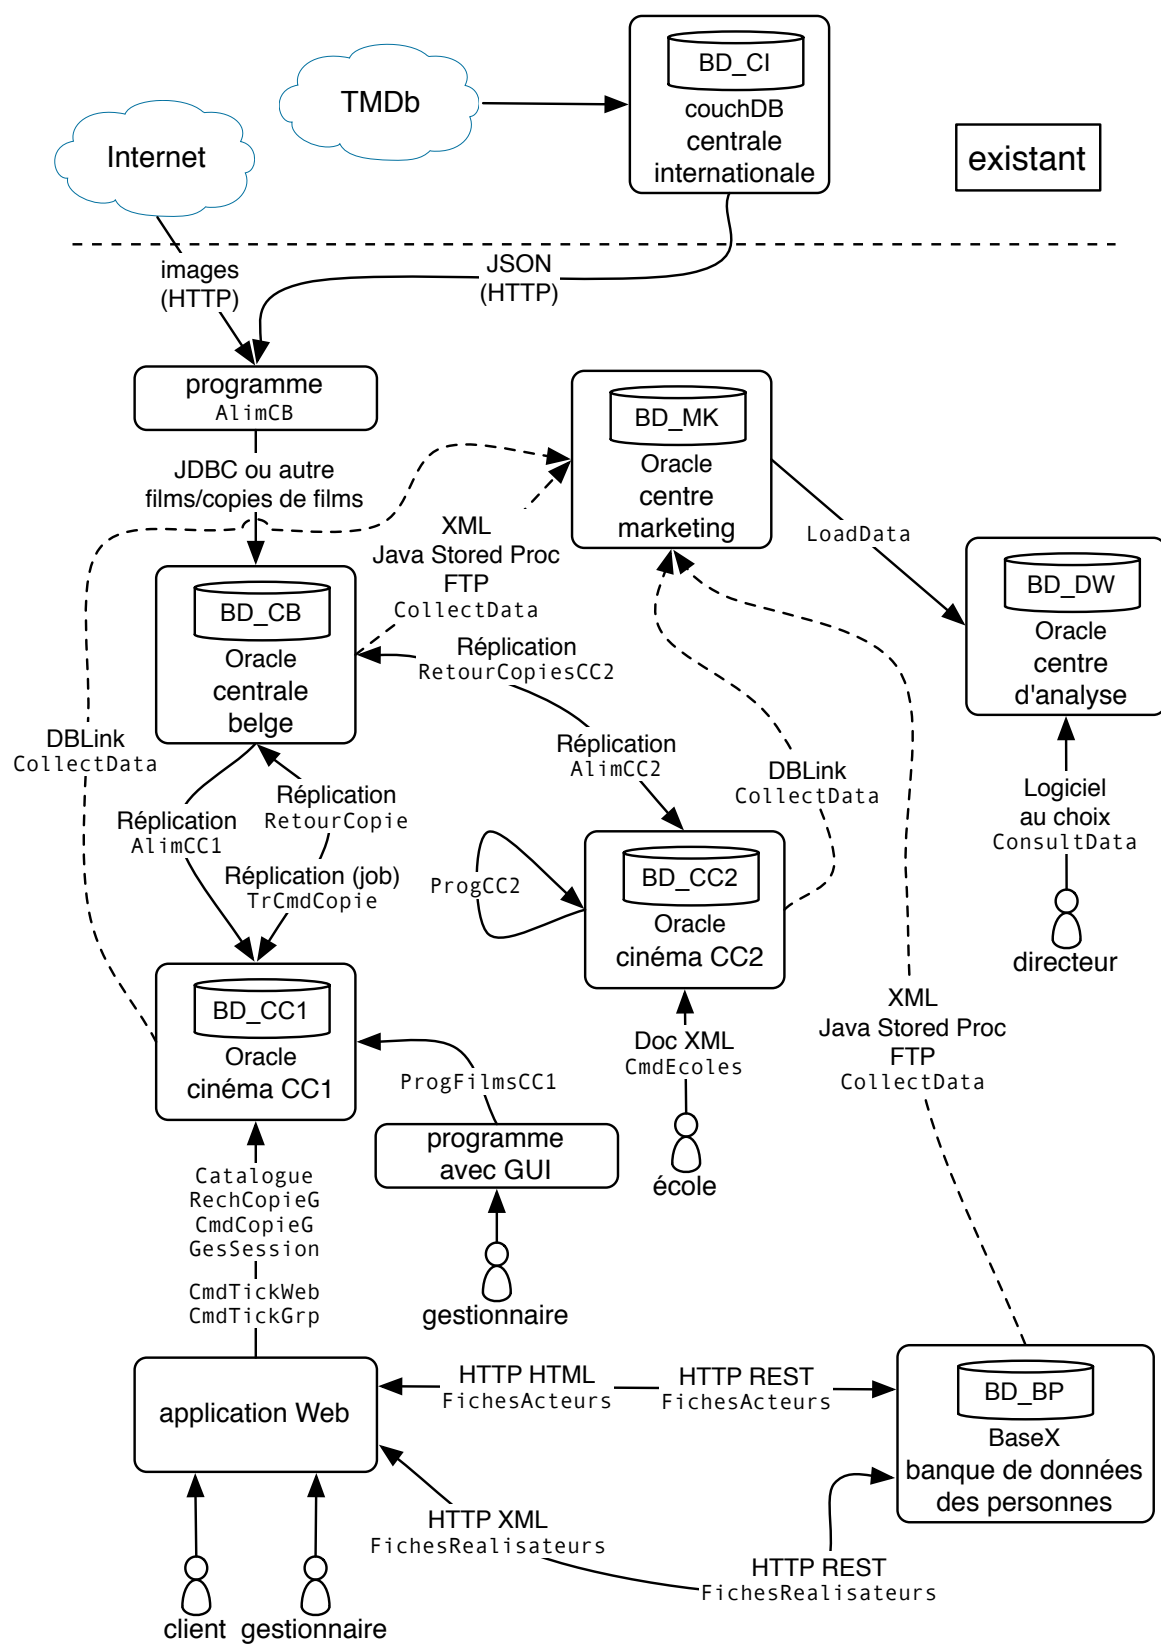 BD_CI
TMDb
couchDB
centrale
internationale
Internet
existant
images
(HTTP)
JSON
(HTTP)
programme
AlimCB
BD_MK
Oracle
centre
marketing
JDBC ou autre
films/copies de films
XML
Java Stored Proc
FTP
CollectData
LoadData
BD_DW
Oracle
centre
d'analyse
BD_CB
Oracle
centrale
belge
Réplication
RetourCopiesCC2
DBLink
CollectData
Réplication
AlimCC2
DBLink
CollectData
Réplication
RetourCopie
Réplication
AlimCC1
Réplication (job)
TrCmdCopie
Logiciel
au choix
ConsultData
directeur
ProgCC2
BD_CC2
Oracle
cinéma CC2
BD_CC1
Oracle
cinéma CC1
XML
Java Stored Proc
FTP
CollectData
Doc XML
CmdEcoles
école
ProgFilmsCC1
programme
avec GUI
gestionnaire
Catalogue
RechCopieG
CmdCopieG
GesSession
CmdTickWeb
CmdTickGrp
application Web
HTTP HTML
FichesActeurs
HTTP REST
FichesActeurs
BD_BP
BaseX
banque de données
des personnes
HTTP XML
FichesRealisateurs
HTTP REST
FichesRealisateurs
client
gestionnaire